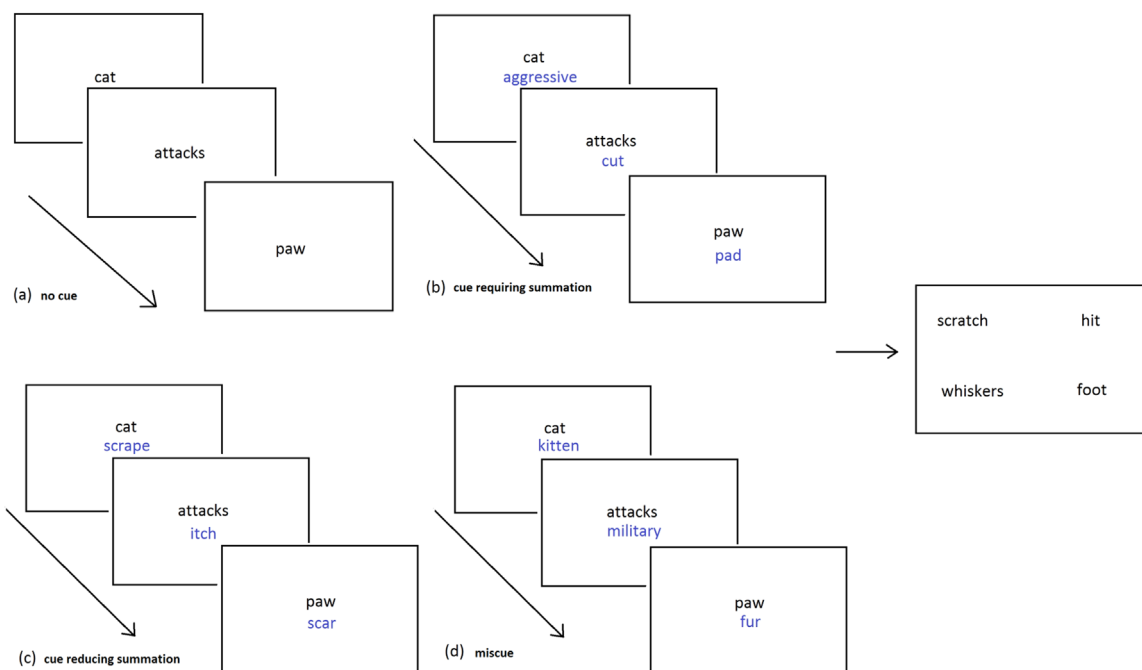 cat
attacks
paw
(a) no cue
cat
aggressive
attacks
cut
paw
pad
(b) cue requiring summation
cat
scrape
attacks
itch
paw
scar
(c) cue reducing summation
cat
kitten
attacks
military
paw
fur
(d) miscue
scratch hit
whiskers foot